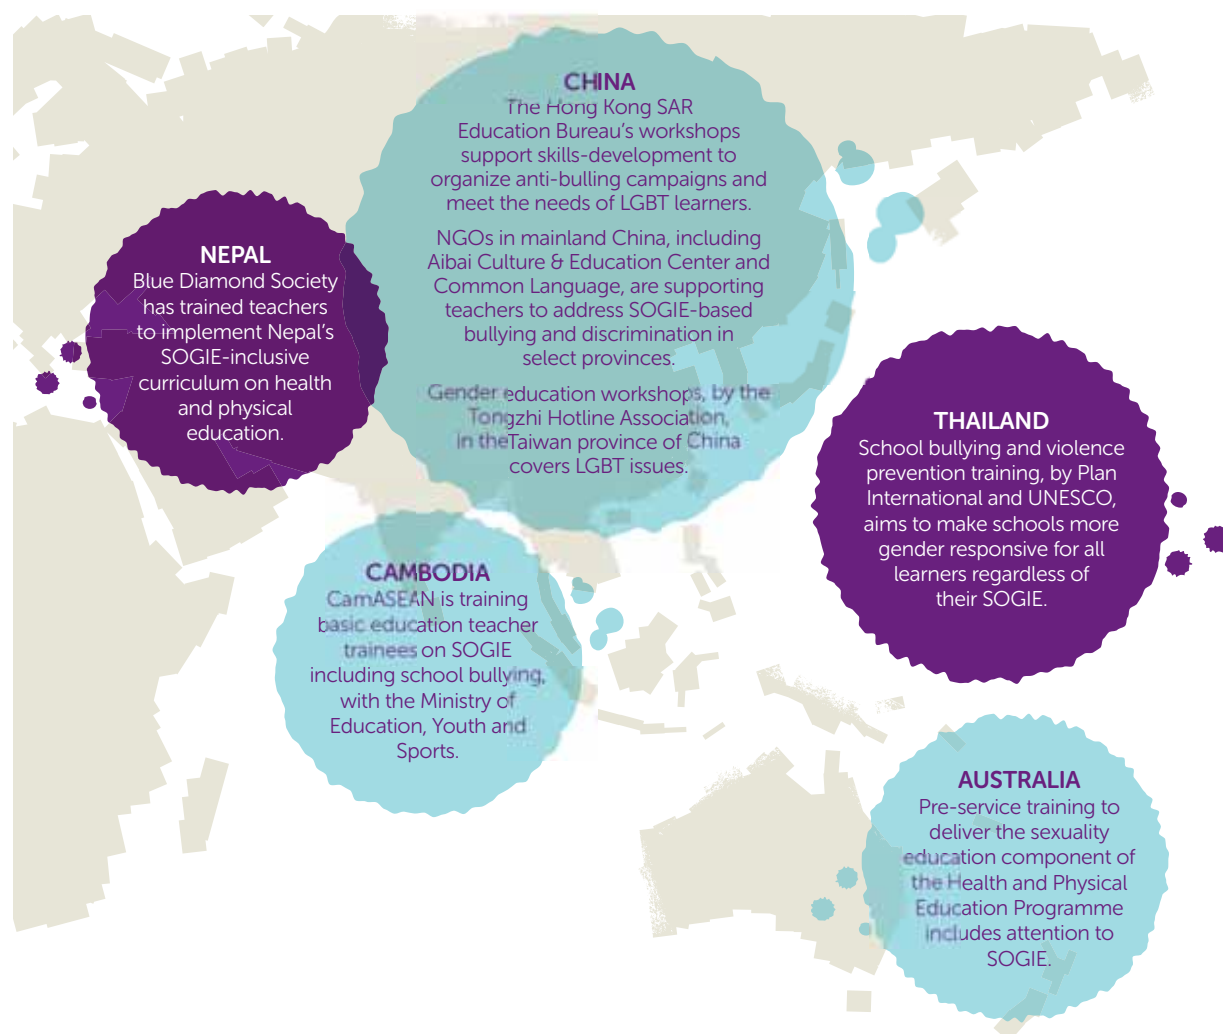 CHINA
The Hong Kong SAR
Education Bureau's workshops
support skills-development to
organize anti-bulling campaigns and
meet the needs of LGBT learners.
NGOs in mainland China, including
Aibai Culture & Education Center and
Common Language, are supporting
teachers to address SOGIE-based
bullying and discrimination in
select provinces.
Gender education workshops, by the
Tongzhi Hotline Association,
in the Taiwan province of China
covers LGBT issues.
NEPAL
Blue Diamond Society
has trained teachers
to implement Nepal's
SOGIE-inclusive
curriculum on health
and physical
education.
THAILAND
School bullying and violence
prevention training, by Plan
International and UNESCO,
aims to make schools more
gender responsive for all
learners regardless of
their SOGIE.
CAMBODIA
CamASEAN is training
basic education teacher
trainees on SOGIE
including school bullying,
with the Ministry of
Education, Youth and
Sports.
AUSTRALIA
Pre-service training to
deliver the sexuality
education component of
the Health and Physical
Education Programme
includes attention to
SOGIE.